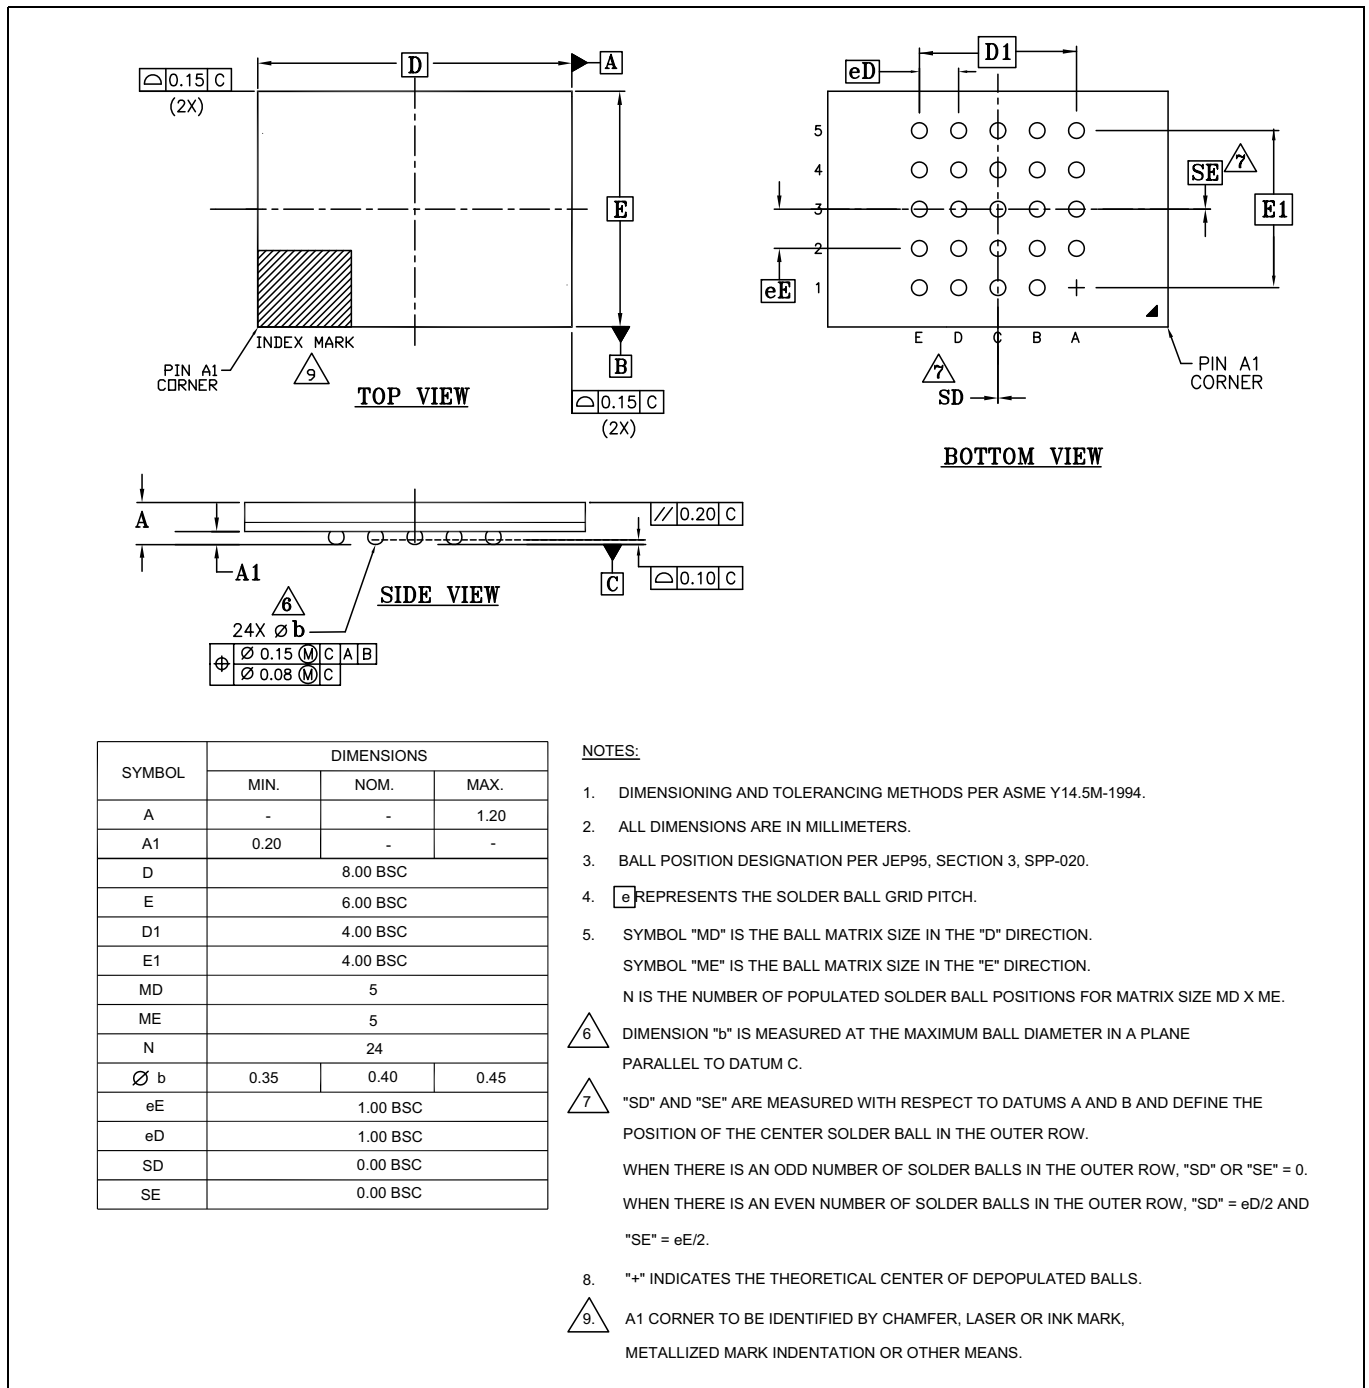 D
A
0.15 C
(2X)
E
INDEX MARK
9
PIN A1
CORNER
TOP VIEW
B
0.15 C
(2X)
D1
eD
5
4
3
2
1
SE
7
E1
eE
E D C B A
7
SD
PIN A1
CORNER
BOTTOM VIEW
A
A1
// 0.20 C
C
0.10 C
SIDE VIEW
6
24X Ø b
⌖ Ø 0.15 Ⓜ C A B
Ø 0.08 Ⓜ C
SYMBOL DIMENSIONS
MIN. NOM. MAX.
A - - 1.20
A1 0.20 - -
D 8.00 BSC
E 6.00 BSC
D1 4.00 BSC
E1 4.00 BSC
MD 5
ME 5
N 24
Ø b 0.35 0.40 0.45
eE 1.00 BSC
eD 1.00 BSC
SD 0.00 BSC
SE 0.00 BSC
NOTES:
1. DIMENSIONING AND TOLERANCING METHODS PER ASME Y14.5M-1994.
2. ALL DIMENSIONS ARE IN MILLIMETERS.
3. BALL POSITION DESIGNATION PER JEP95, SECTION 3, SPP-020.
4. e REPRESENTS THE SOLDER BALL GRID PITCH.
5. SYMBOL "MD" IS THE BALL MATRIX SIZE IN THE "D" DIRECTION.
SYMBOL "ME" IS THE BALL MATRIX SIZE IN THE "E" DIRECTION.
N IS THE NUMBER OF POPULATED SOLDER BALL POSITIONS FOR MATRIX SIZE MD X ME.
6 DIMENSION "b" IS MEASURED AT THE MAXIMUM BALL DIAMETER IN A PLANE
PARALLEL TO DATUM C.
7 "SD" AND "SE" ARE MEASURED WITH RESPECT TO DATUMS A AND B AND DEFINE THE
POSITION OF THE CENTER SOLDER BALL IN THE OUTER ROW.
WHEN THERE IS AN ODD NUMBER OF SOLDER BALLS IN THE OUTER ROW, "SD" OR "SE" = 0.
WHEN THERE IS AN EVEN NUMBER OF SOLDER BALLS IN THE OUTER ROW, "SD" = eD/2 AND
"SE" = eE/2.
8. "+" INDICATES THE THEORETICAL CENTER OF DEPOPULATED BALLS.
9. A1 CORNER TO BE IDENTIFIED BY CHAMFER, LASER OR INK MARK,
METALLIZED MARK INDENTATION OR OTHER MEANS.